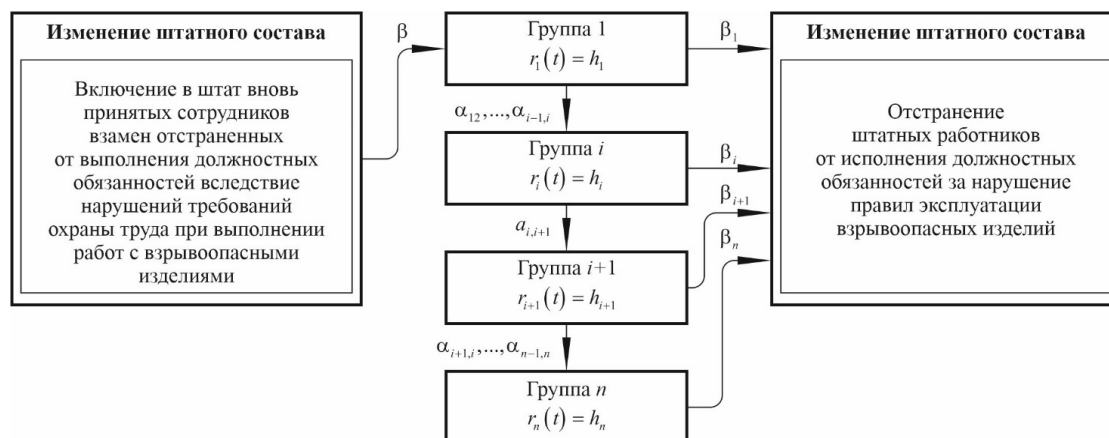 Изменение штатного состава
Включение в штат вновь
принятых сотрудников
взамен отстраненных
от выполнения должностных
обязанностей вследствие
нарушений требований
охраны труда при выполнении
работ с взрывоопасными
изделиями
β
Группа 1
r₁(t) = h₁
α₁₂,...,αᵢ₋₁,ᵢ
Группа i
rᵢ(t) = hᵢ
aᵢ,ᵢ₊₁
Группа i+1
rᵢ₊₁(t) = hᵢ₊₁
αᵢ₊₁,ᵢ,...,αₙ₋₁,ₙ
Группа n
rₙ(t) = hₙ
β₁
βᵢ
βᵢ₊₁
βₙ
Изменение штатного состава
Отстранение
штатных работников
от исполнения должностных
обязанностей за нарушение
правил эксплуатации
взрывоопасных изделий